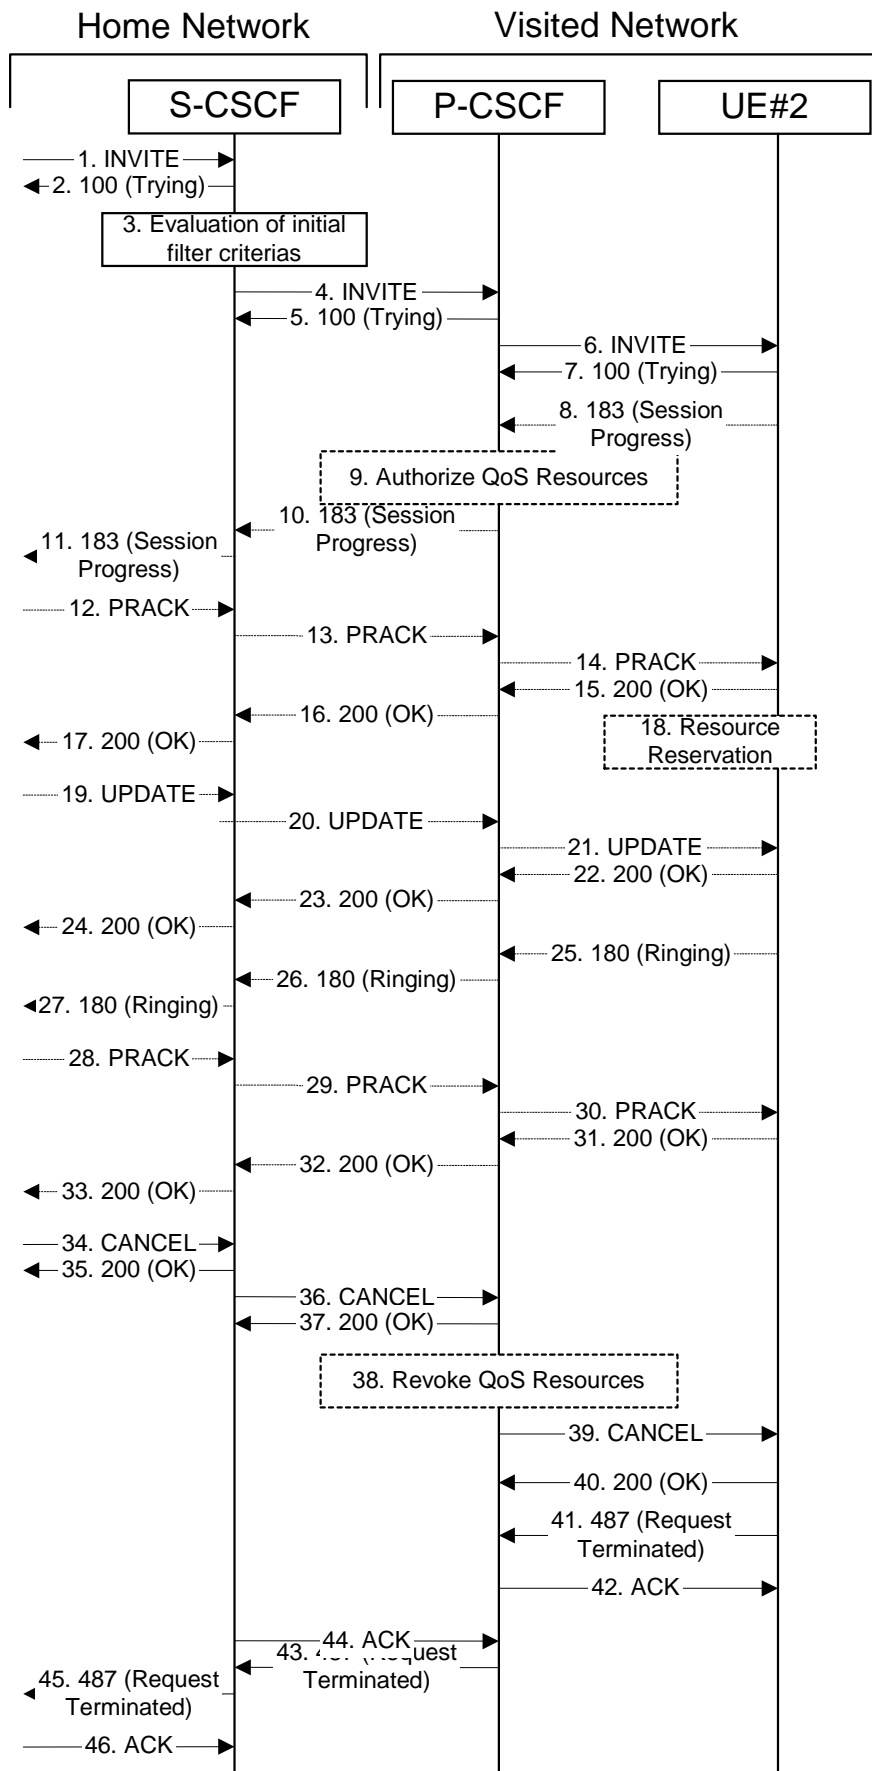 Home Network
Visited Network
S-CSCF
P-CSCF
UE#2
1. INVITE
2. 100 (Trying)
3. Evaluation of initial
filter criterias
4. INVITE
5. 100 (Trying)
6. INVITE
7. 100 (Trying)
8. 183 (Session
Progress)
9. Authorize QoS Resources
10. 183 (Session
Progress)
11. 183 (Session
Progress)
12. PRACK
13. PRACK
14. PRACK
15. 200 (OK)
16. 200 (OK)
17. 200 (OK)
18. Resource
Reservation
19. UPDATE
20. UPDATE
21. UPDATE
22. 200 (OK)
23. 200 (OK)
24. 200 (OK)
25. 180 (Ringing)
26. 180 (Ringing)
27. 180 (Ringing)
28. PRACK
29. PRACK
30. PRACK
31. 200 (OK)
32. 200 (OK)
33. 200 (OK)
34. CANCEL
35. 200 (OK)
36. CANCEL
37. 200 (OK)
38. Revoke QoS Resources
39. CANCEL
40. 200 (OK)
41. 487 (Request
Terminated)
42. ACK
44. ACK
43. 487 (Request
Terminated)
45. 487 (Request
Terminated)
46. ACK